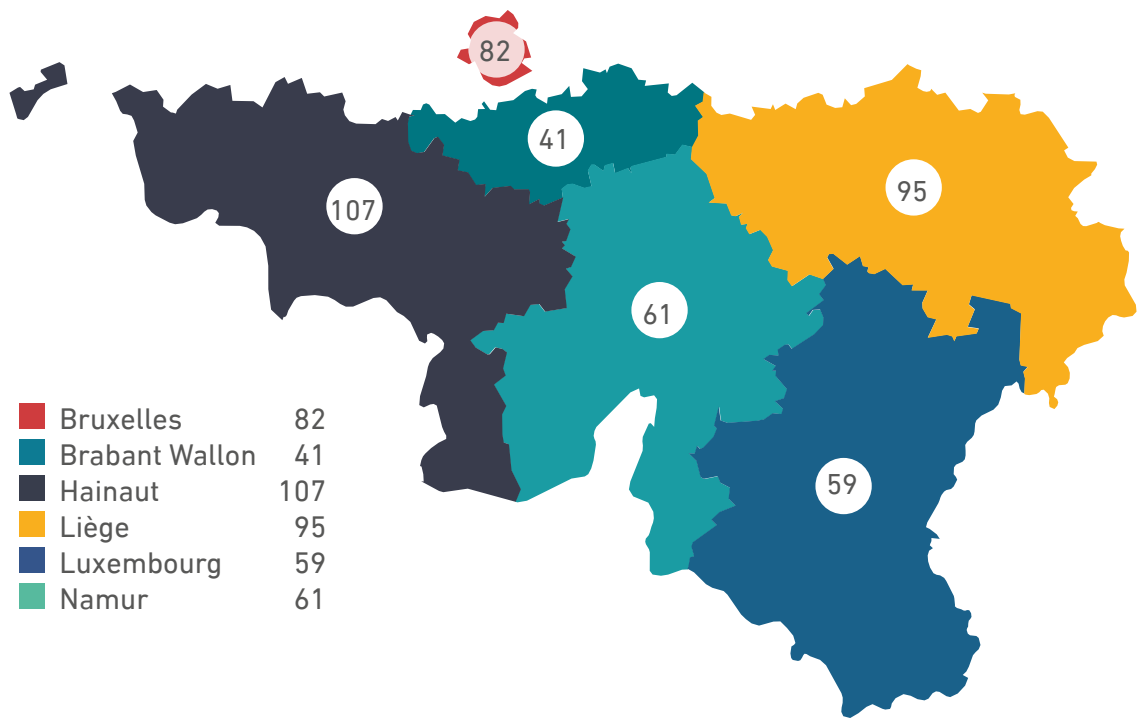 82
41
95
107
61
59
Bruxelles 82
Brabant Wallon 41
Hainaut 107
Liège 95
Luxembourg 59
Namur 61